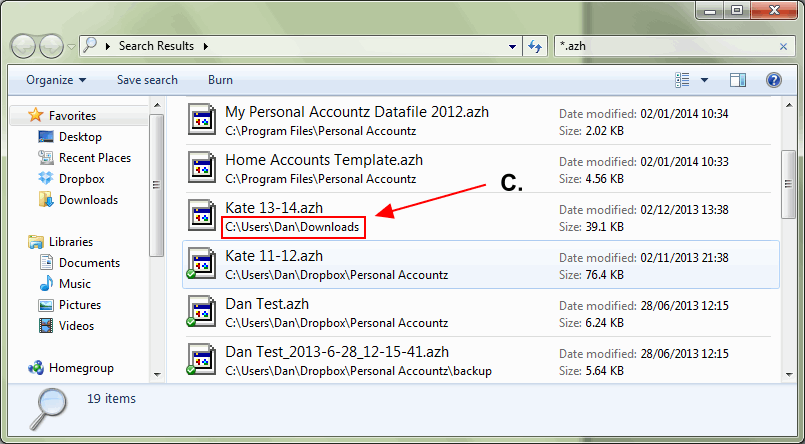 Search Results
*.azh
Organize
Save search
Burn
Favorites
Desktop
Recent Places
Dropbox
Downloads
Libraries
Documents
Music
Pictures
Videos
Homegroup
My Personal Accountz Datafile 2012.azh
C:\Program Files\Personal Accountz
Date modified: 02/01/2014 10:34
Size: 2.02 KB
Home Accounts Template.azh
C:\Program Files\Personal Accountz
Date modified: 02/01/2014 10:33
Size: 4.56 KB
Kate 13-14.azh
C:\Users\Dan\Downloads
Date modified: 02/12/2013 13:38
Size: 39.1 KB
C.
Kate 11-12.azh
C:\Users\Dan\Dropbox\Personal Accountz
Date modified: 02/11/2013 21:38
Size: 76.4 KB
Dan Test.azh
C:\Users\Dan\Dropbox\Personal Accountz
Date modified: 28/06/2013 12:15
Size: 6.24 KB
Dan Test_2013-6-28_12-15-41.azh
C:\Users\Dan\Dropbox\Personal Accountz\backup
Date modified: 28/06/2013 12:15
Size: 5.64 KB
19 items